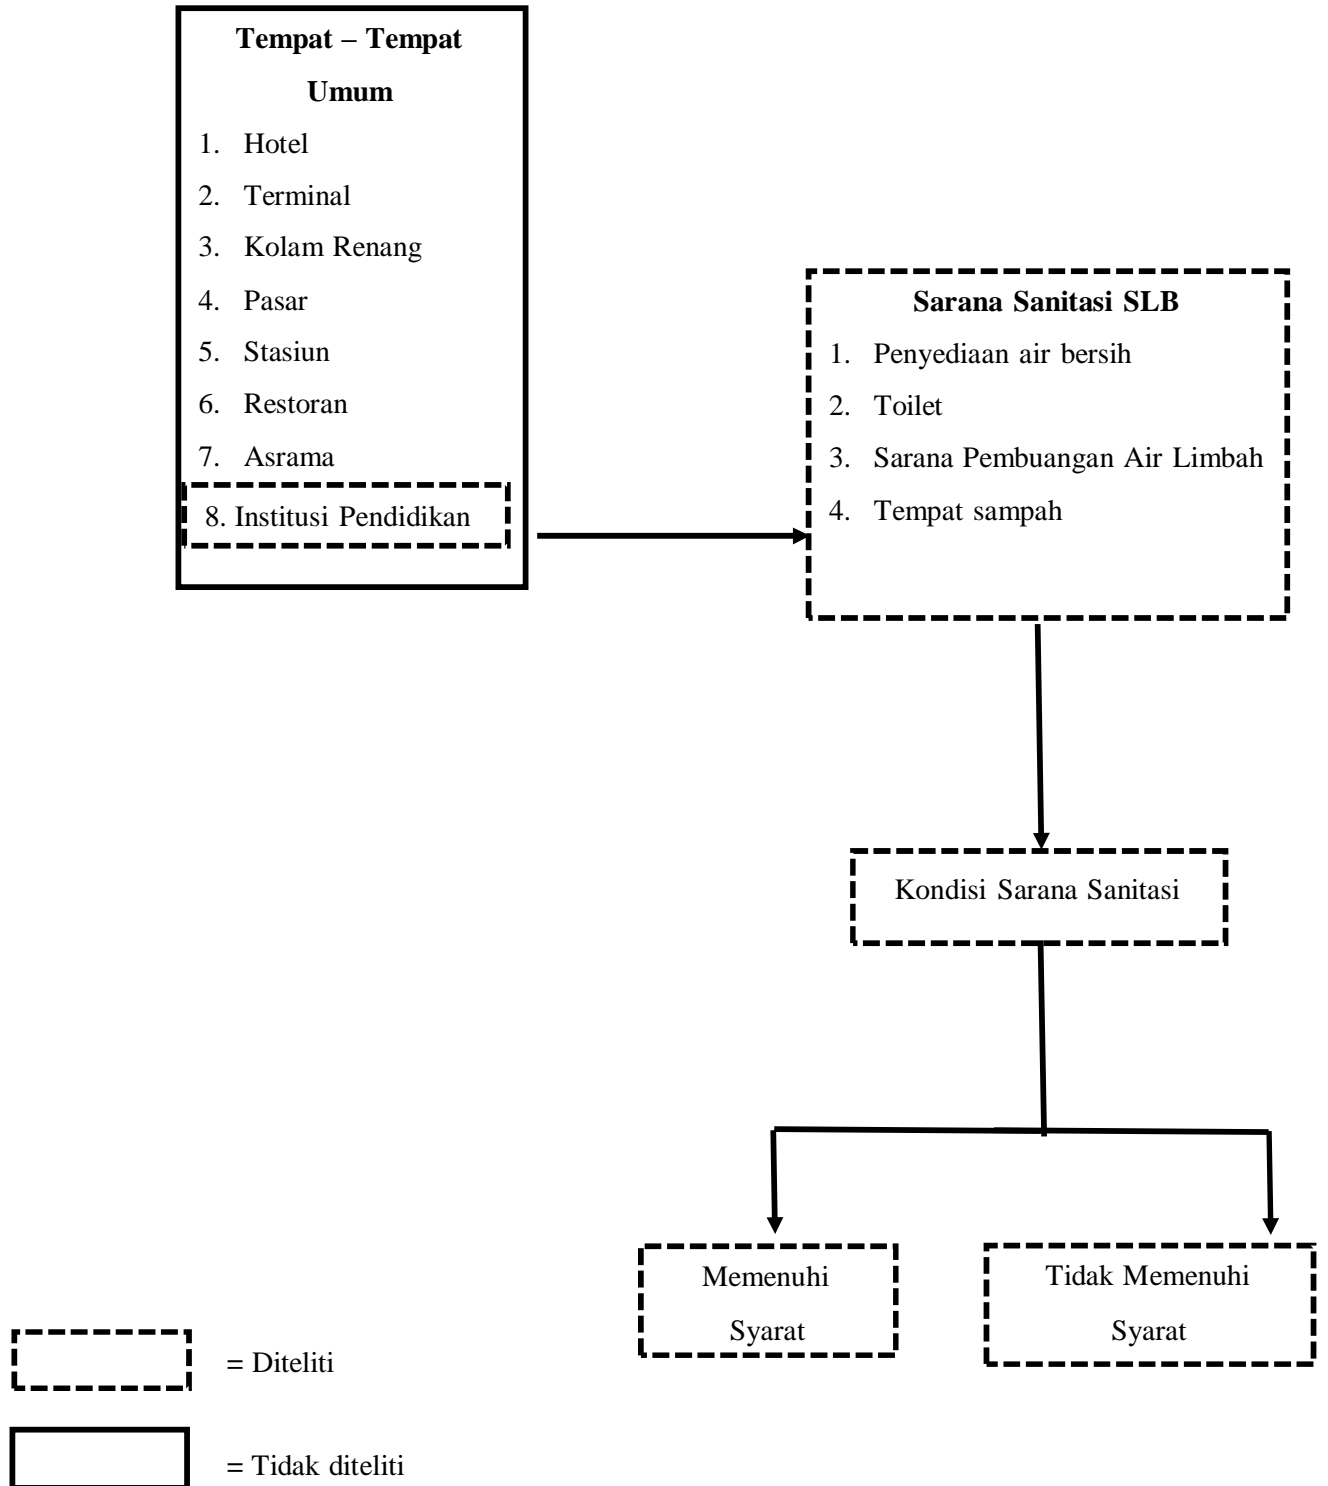 Tempat – Tempat
Umum
1. Hotel
2. Terminal
3. Kolam Renang
4. Pasar
5. Stasiun
6. Restoran
7. Asrama
8. Institusi Pendidikan
Sarana Sanitasi SLB
1. Penyediaan air bersih
2. Toilet
3. Sarana Pembuangan Air Limbah
4. Tempat sampah
Kondisi Sarana Sanitasi
Memenuhi
Syarat
Tidak Memenuhi
Syarat
= Diteliti
= Tidak diteliti